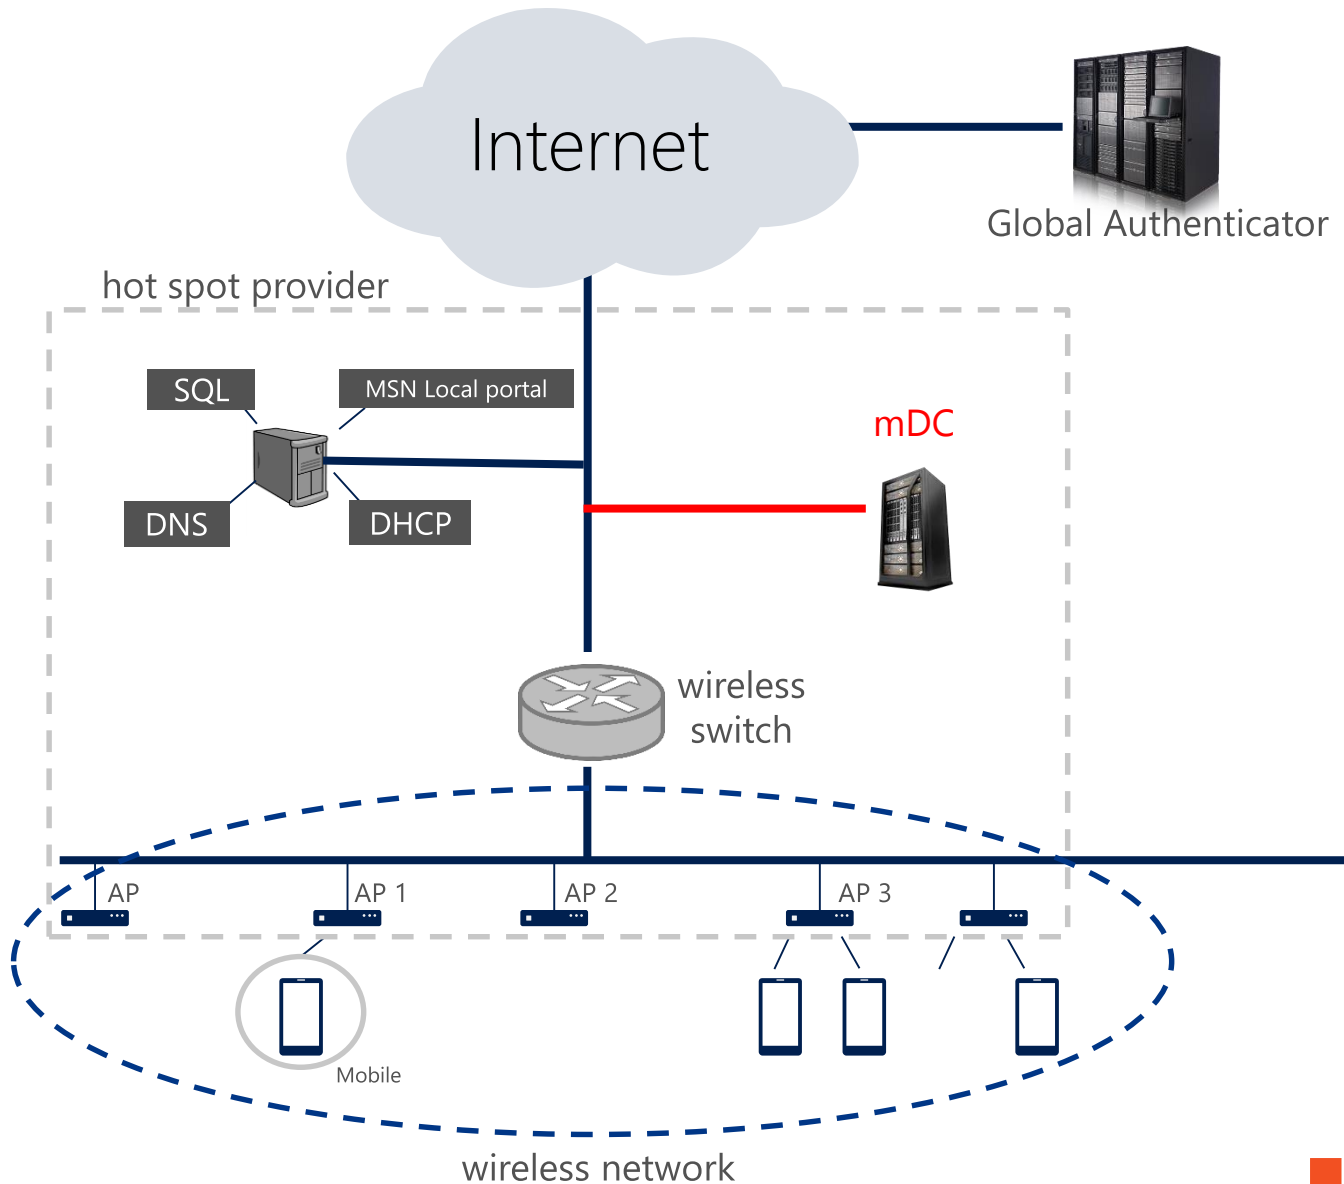 Internet
Global Authenticator
hot spot provider
SQL
MSN Local portal
mDC
DNS
DHCP
wireless
switch
AP
AP 1
AP 2
AP 3
Mobile
wireless network